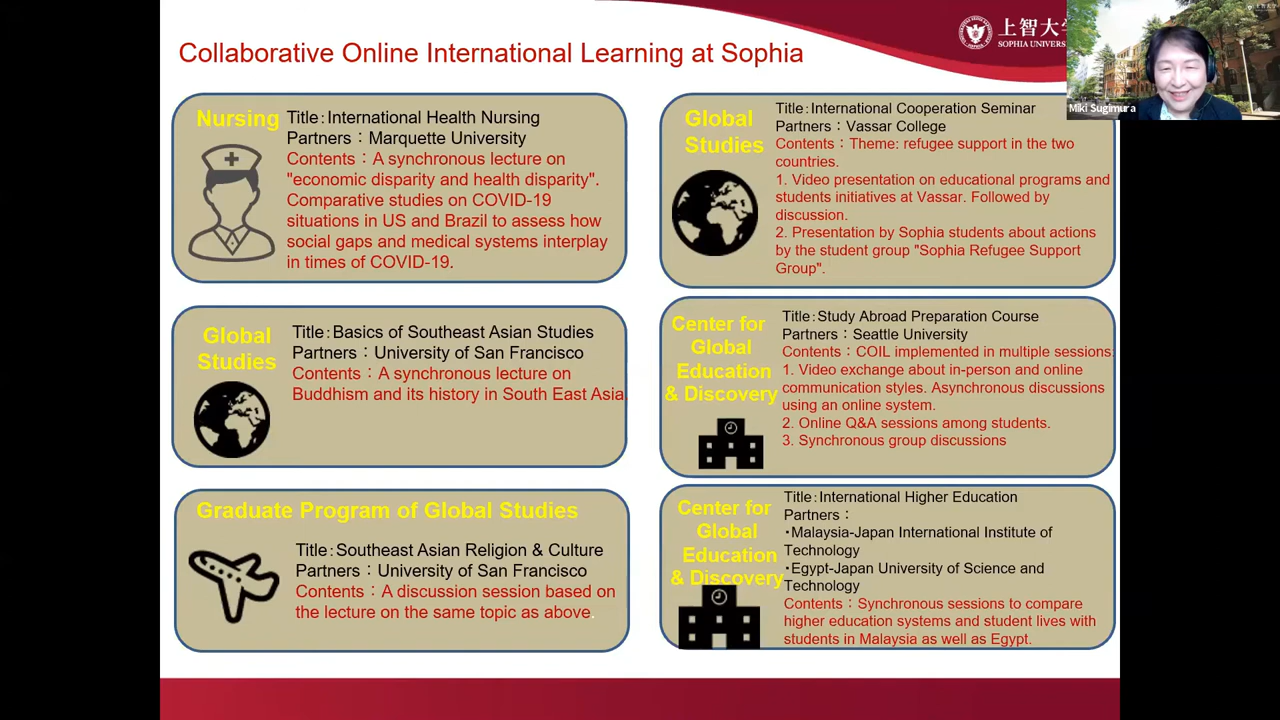 Collaborative Online International Learning at Sophia
上智大学
SOPHIA
Miki Sugimura
Nursing
Title：International Health Nursing
Partners：Marquette University
Contents：A synchronous lecture on
"economic disparity and health disparity".
Comparative studies on COVID-19
situations in US and Brazil to assess how
social gaps and medical systems interplay
in times of COVID-19.
Global
Studies
Title：International Cooperation Seminar
Partners：Vassar College
Contents：Theme: refugee support in the two
countries.
1. Video presentation on educational programs and
students initiatives at Vassar. Followed by
discussion.
2. Presentation by Sophia students about actions
by the student group "Sophia Refugee Support
Group".
Global
Studies
Title：Basics of Southeast Asian Studies
Partners：University of San Francisco
Contents：A synchronous lecture on
Buddhism and its history in South East Asia
Center for
Global
Education
& Discovery
Title：Study Abroad Preparation Course
Partners：Seattle University
Contents：COIL implemented in multiple sessions.
1. Video exchange about in-person and online
communication styles. Asynchronous discussions
using an online system.
2. Online Q&A sessions among students.
3. Synchronous group discussions
Graduate Program of Global Studies
Title：Southeast Asian Religion & Culture
Partners：University of San Francisco
Contents：A discussion session based on
the lecture on the same topic as above.
Center for
Global
Education
& Discovery
Title：International Higher Education
Partners：
・Malaysia-Japan International Institute of
Technology
・Egypt-Japan University of Science and
Technology
Contents：Synchronous sessions to compare
higher education systems and student lives with
students in Malaysia as well as Egypt.